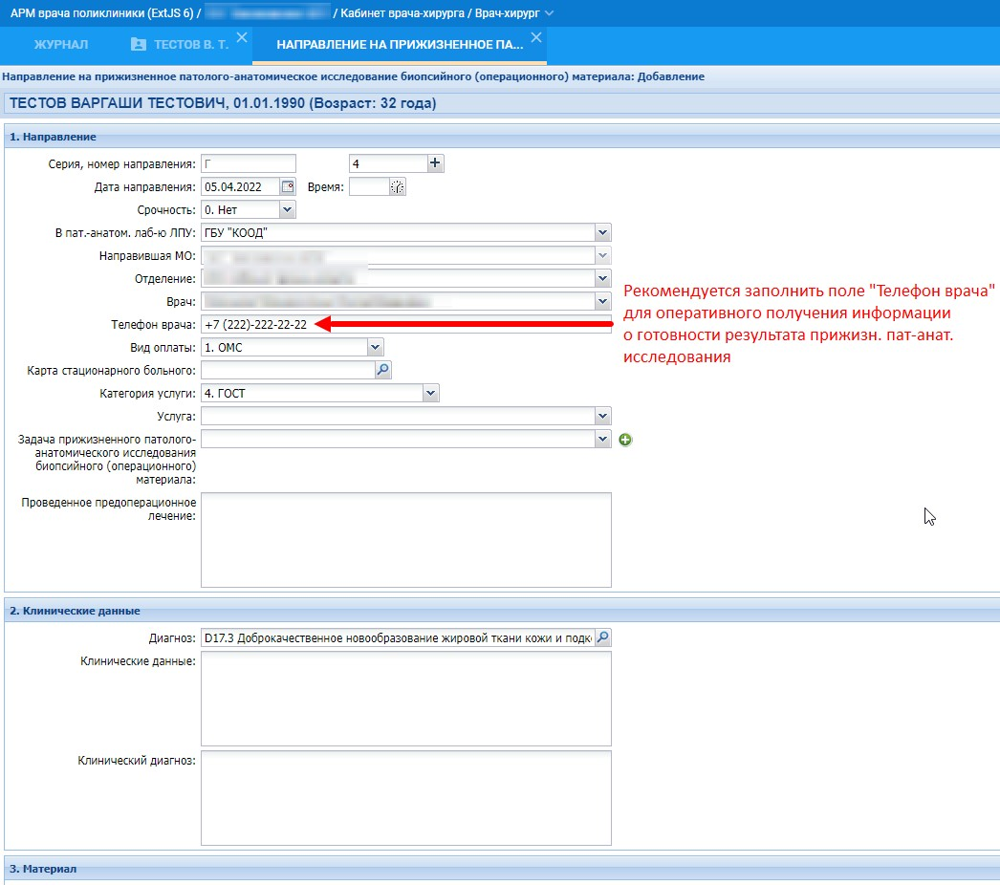 АРМ врача поликлиники (ExtJS 6) / / Кабинет врача-хирурга / Врач-хирург
ЖУРНАЛ ТЕСТОВ В. Т. НАПРАВЛЕНИЕ НА ПРИЖИЗНЕННОЕ ПА...
Направление на прижизненное патолого-анатомическое исследование биопсийного (операционного) материала: Добавление
ТЕСТОВ ВАРГАШИ ТЕСТОВИЧ, 01.01.1990 (Возраст: 32 года)
1. Направление
Серия, номер направления: Г 4
Дата направления: 05.04.2022 Время:
Срочность: 0. Нет
В пат.-анатом. лаб-ю ЛПУ: ГБУ "КООД"
Направившая МО:
Отделение:
Врач:
Телефон врача: +7 (222)-222-22-22
Рекомендуется заполнить поле "Телефон врача"
для оперативного получения информации
о готовности результата прижизн. пат-анат.
исследования
Вид оплаты: 1. ОМС
Карта стационарного больного:
Категория услуги: 4. ГОСТ
Услуга:
Задача прижизненного патолого-
анатомического исследования
биопсийного (операционного)
материала:
Проведенное предоперационное
лечение:
2. Клинические данные
Диагноз: D17.3 Доброкачественное новообразование жировой ткани кожи и подк
Клинические данные:
Клинический диагноз:
3. Материал